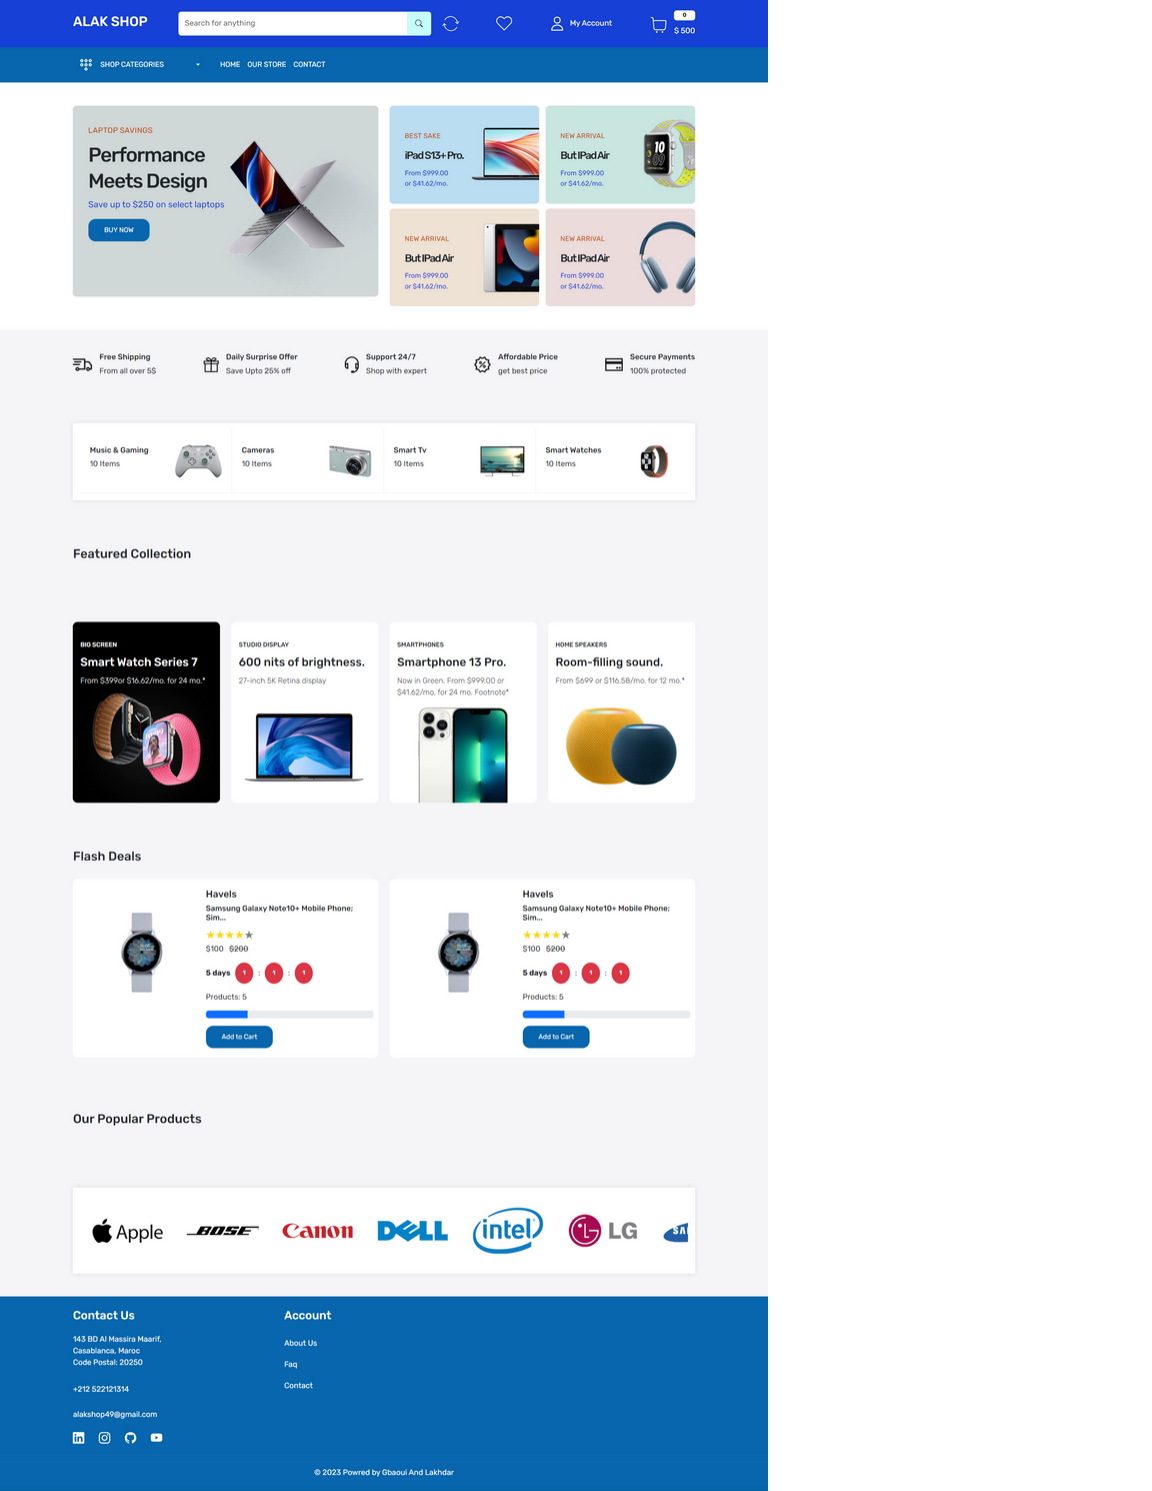 ALAK SHOP
Search for anything
My Account
0
$ 500
SHOP CATEGORIES
HOME OUR STORE CONTACT
LAPTOP SAVINGS
Performance
Meets Design
Save up to $250 on select laptops
BUY NOW
BEST SAKE
iPad S13+ Pro.
From $999.00
or $41.62/mo.
NEW ARRIVAL
But IPad Air
From $999.00
or $41.62/mo.
10
09
NEW ARRIVAL
But IPad Air
From $999.00
or $41.62/mo.
NEW ARRIVAL
But IPad Air
From $999.00
or $41.62/mo.
Free Shipping
From all over 5$
Daily Surprise Offer
Save Upto 25% off
Support 24/7
Shop with expert
Affordable Price
get best price
Secure Payments
100% protected
Music & Gaming
10 Items
Cameras
10 Items
Smart Tv
10 Items
Smart Watches
10 Items
Featured Collection
BIG SCREEN
Smart Watch Series 7
From $399or $16.62/mo. for 24 mo.*
STUDIO DISPLAY
600 nits of brightness.
27-inch 5K Retina display
SMARTPHONES
Smartphone 13 Pro.
Now in Green. From $999.00 or
$41.62/mo. for 24 mo. Footnote*
HOME SPEAKERS
Room-filling sound.
From $699 or $116.58/mo. for 12 mo.*
Flash Deals
Havels
Samsung Galaxy Note10+ Mobile Phone;
Sim...
$100 $200
5 days 1 : 1 : 1
Products: 5
Add to Cart
Havels
Samsung Galaxy Note10+ Mobile Phone;
Sim...
$100 $200
5 days 1 : 1 : 1
Products: 5
Add to Cart
Our Popular Products
Apple
BOSE
Canon
DELL
intel
LG
SA
Contact Us
143 BD Al Massira Maarif,
Casablanca, Maroc
Code Postal: 20250
+212 522121314
alakshop49@gmail.com
Account
About Us
Faq
Contact
© 2023 Powred by Gbaoui And Lakhdar